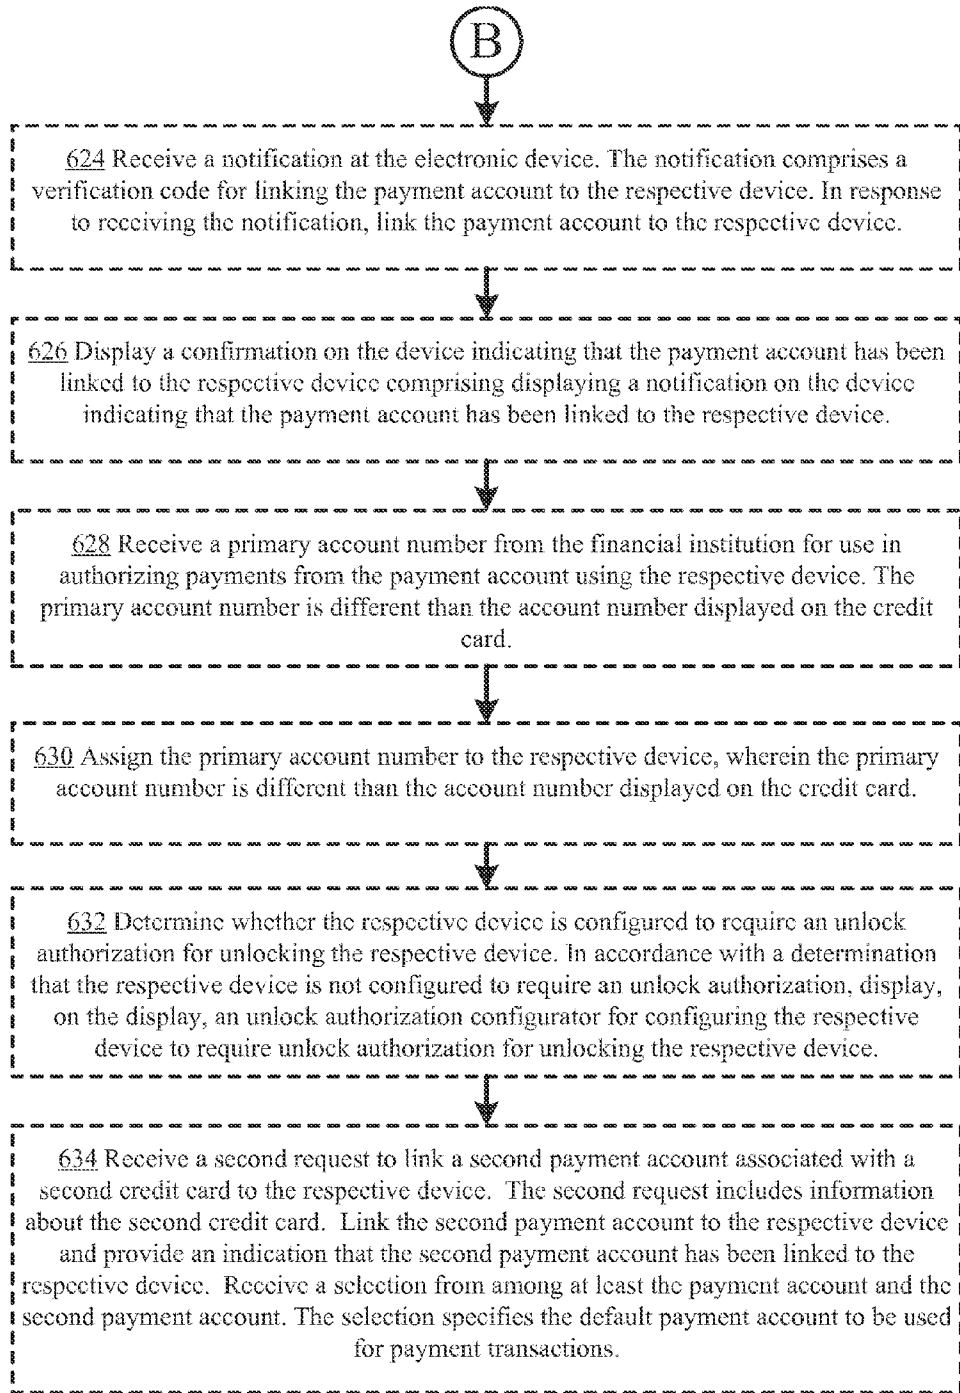 B
624 Receive a notification at the electronic device. The notification comprises a
verification code for linking the payment account to the respective device. In response
to receiving the notification, link the payment account to the respective device.
626 Display a confirmation on the device indicating that the payment account has been
linked to the respective device comprising displaying a notification on the device
indicating that the payment account has been linked to the respective device.
628 Receive a primary account number from the financial institution for use in
authorizing payments from the payment account using the respective device. The
primary account number is different than the account number displayed on the credit
card.
630 Assign the primary account number to the respective device, wherein the primary
account number is different than the account number displayed on the credit card.
632 Determine whether the respective device is configured to require an unlock
authorization for unlocking the respective device. In accordance with a determination
that the respective device is not configured to require an unlock authorization, display,
on the display, an unlock authorization configurator for configuring the respective
device to require unlock authorization for unlocking the respective device.
634 Receive a second request to link a second payment account associated with a
second credit card to the respective device. The second request includes information
about the second credit card. Link the second payment account to the respective device
and provide an indication that the second payment account has been linked to the
respective device. Receive a selection from among at least the payment account and the
second payment account. The selection specifies the default payment account to be used
for payment transactions.